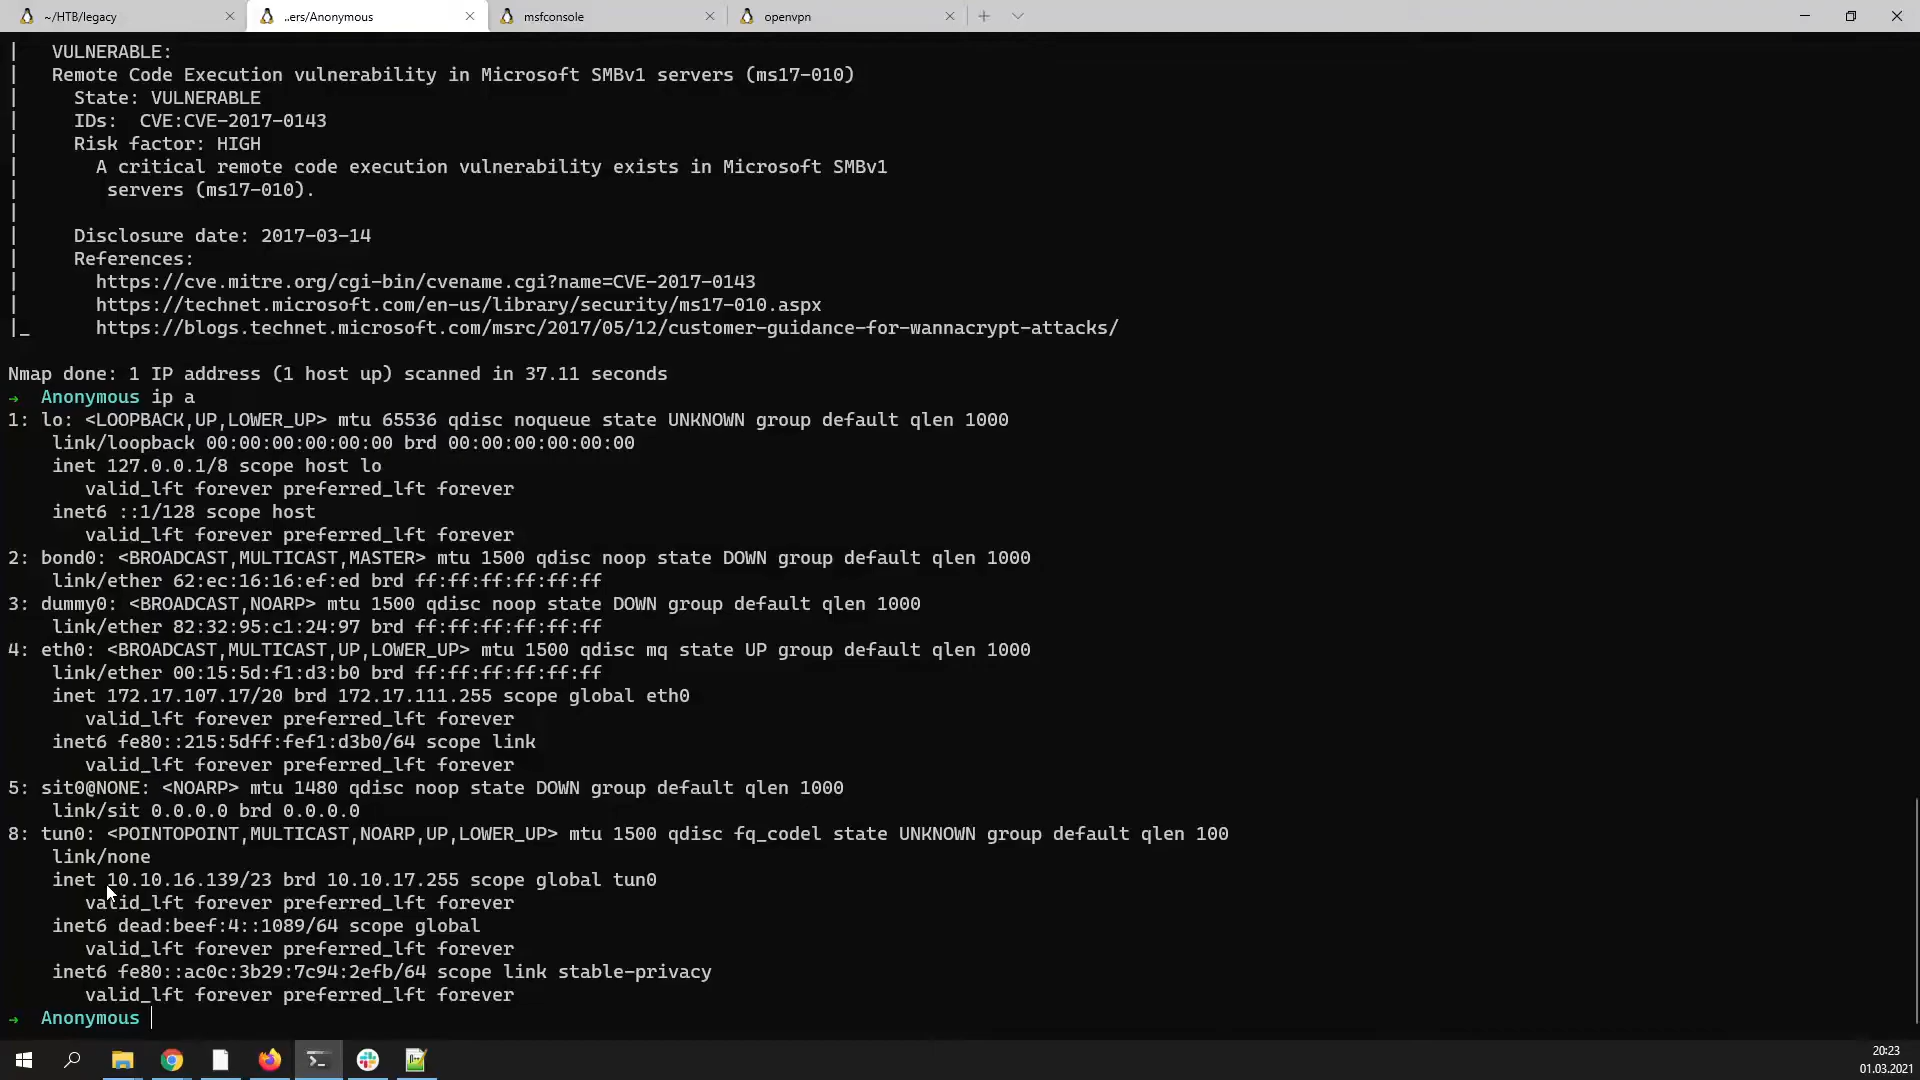 ~/HTB/legacy
..ers/Anonymous
msfconsole
openvpn
|    VULNERABLE:
|    Remote Code Execution vulnerability in Microsoft SMBv1 servers (ms17-010)
|      State: VULNERABLE
|      IDs:  CVE:CVE-2017-0143
|      Risk factor: HIGH
|        A critical remote code execution vulnerability exists in Microsoft SMBv1
|         servers (ms17-010).
|
|      Disclosure date: 2017-03-14
|      References:
|        https://cve.mitre.org/cgi-bin/cvename.cgi?name=CVE-2017-0143
|        https://technet.microsoft.com/en-us/library/security/ms17-010.aspx
|_       https://blogs.technet.microsoft.com/msrc/2017/05/12/customer-guidance-for-wannacrypt-attacks/
Nmap done: 1 IP address (1 host up) scanned in 37.11 seconds
→  Anonymous ip a
1: lo: <LOOPBACK,UP,LOWER_UP> mtu 65536 qdisc noqueue state UNKNOWN group default qlen 1000
    link/loopback 00:00:00:00:00:00 brd 00:00:00:00:00:00
    inet 127.0.0.1/8 scope host lo
       valid_lft forever preferred_lft forever
    inet6 ::1/128 scope host
       valid_lft forever preferred_lft forever
2: bond0: <BROADCAST,MULTICAST,MASTER> mtu 1500 qdisc noop state DOWN group default qlen 1000
    link/ether 62:ec:16:16:ef:ed brd ff:ff:ff:ff:ff:ff
3: dummy0: <BROADCAST,NOARP> mtu 1500 qdisc noop state DOWN group default qlen 1000
    link/ether 82:32:95:c1:24:97 brd ff:ff:ff:ff:ff:ff
4: eth0: <BROADCAST,MULTICAST,UP,LOWER_UP> mtu 1500 qdisc mq state UP group default qlen 1000
    link/ether 00:15:5d:f1:d3:b0 brd ff:ff:ff:ff:ff:ff
    inet 172.17.107.17/20 brd 172.17.111.255 scope global eth0
       valid_lft forever preferred_lft forever
    inet6 fe80::215:5dff:fef1:d3b0/64 scope link
       valid_lft forever preferred_lft forever
5: sit0@NONE: <NOARP> mtu 1480 qdisc noop state DOWN group default qlen 1000
    link/sit 0.0.0.0 brd 0.0.0.0
8: tun0: <POINTOPOINT,MULTICAST,NOARP,UP,LOWER_UP> mtu 1500 qdisc fq_codel state UNKNOWN group default qlen 100
    link/none
    inet 10.10.16.139/23 brd 10.10.17.255 scope global tun0
       valid_lft forever preferred_lft forever
    inet6 dead:beef:4::1089/64 scope global
       valid_lft forever preferred_lft forever
    inet6 fe80::ac0c:3b29:7c94:2efb/64 scope link stable-privacy
       valid_lft forever preferred_lft forever
→  Anonymous
20:23
01.03.2021